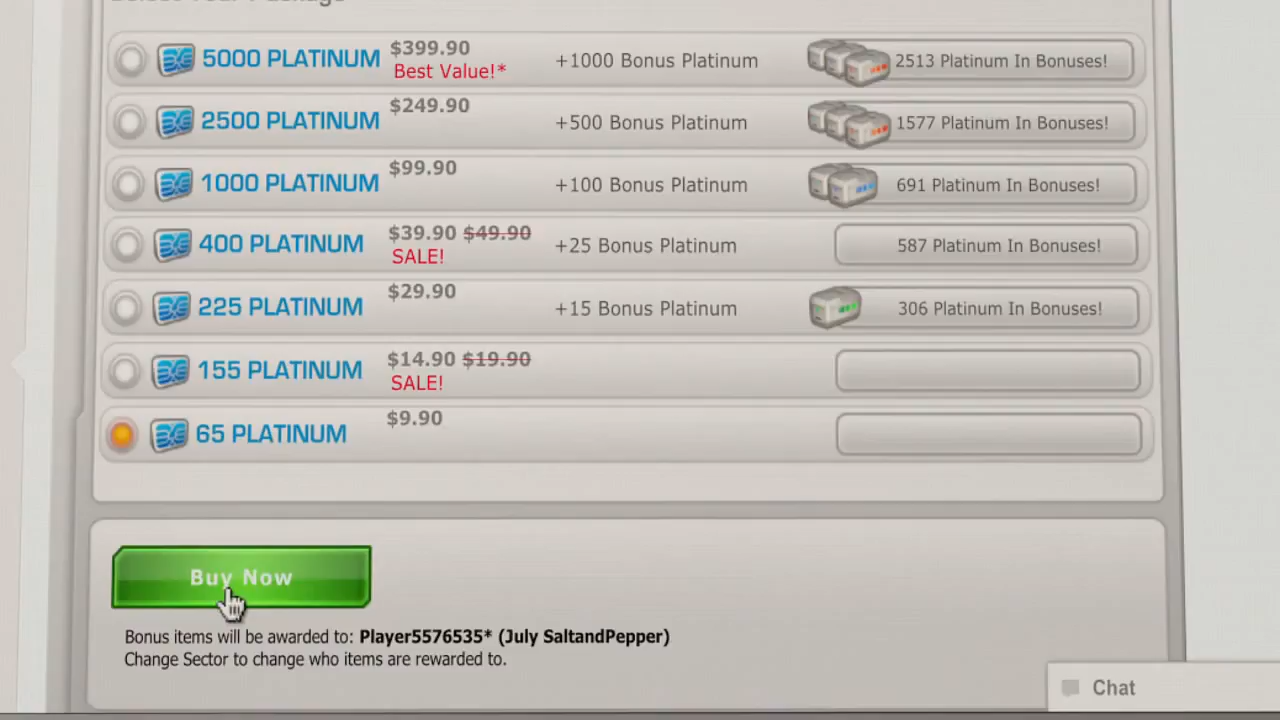 5000 PLATINUM $399.90 +1000 Bonus Platinum 2513 Platinum In Bonuses!
Best Value!*
2500 PLATINUM $249.90 +500 Bonus Platinum 1577 Platinum In Bonuses!
1000 PLATINUM $99.90 +100 Bonus Platinum 691 Platinum In Bonuses!
400 PLATINUM $39.90 $49.90 +25 Bonus Platinum 587 Platinum In Bonuses!
SALE!
225 PLATINUM $29.90 +15 Bonus Platinum 306 Platinum In Bonuses!
155 PLATINUM $14.90 $19.90
SALE!
65 PLATINUM $9.90
Buy Now
Bonus items will be awarded to: Player5576535* (July SaltandPepper)
Change Sector to change who items are rewarded to.
Chat